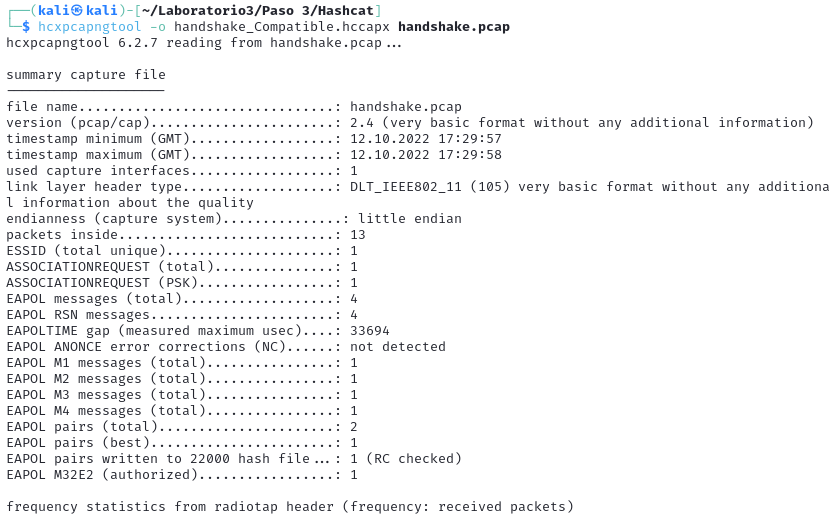 ┌──(kali㉿kali)-[~/Laboratorio3/Paso 3/Hashcat]
└─$ hcxpcapngtool -o handshake_Compatible.hccapx handshake.pcap
hcxpcapngtool 6.2.7 reading from handshake.pcap...
summary capture file
--------------------
file name................................: handshake.pcap
version (pcap/cap).......................: 2.4 (very basic format without any additional information)
timestamp minimum (GMT)..................: 12.10.2022 17:29:57
timestamp maximum (GMT)..................: 12.10.2022 17:29:58
used capture interfaces..................: 1
link layer header type...................: DLT_IEEE802_11 (105) very basic format without any additiona
l information about the quality
endianness (capture system)...............: little endian
packets inside...........................: 13
ESSID (total unique).....................: 1
ASSOCIATIONREQUEST (total)...............: 1
ASSOCIATIONREQUEST (PSK).................: 1
EAPOL messages (total)...................: 4
EAPOL RSN messages.......................: 4
EAPOLTIME gap (measured maximum usec)....: 33694
EAPOL ANONCE error corrections (NC)......: not detected
EAPOL M1 messages (total)................: 1
EAPOL M2 messages (total)................: 1
EAPOL M3 messages (total)................: 1
EAPOL M4 messages (total)................: 1
EAPOL pairs (total)......................: 2
EAPOL pairs (best).......................: 1
EAPOL pairs written to 22000 hash file...: 1 (RC checked)
EAPOL M32E2 (authorized).................: 1
frequency statistics from radiotap header (frequency: received packets)